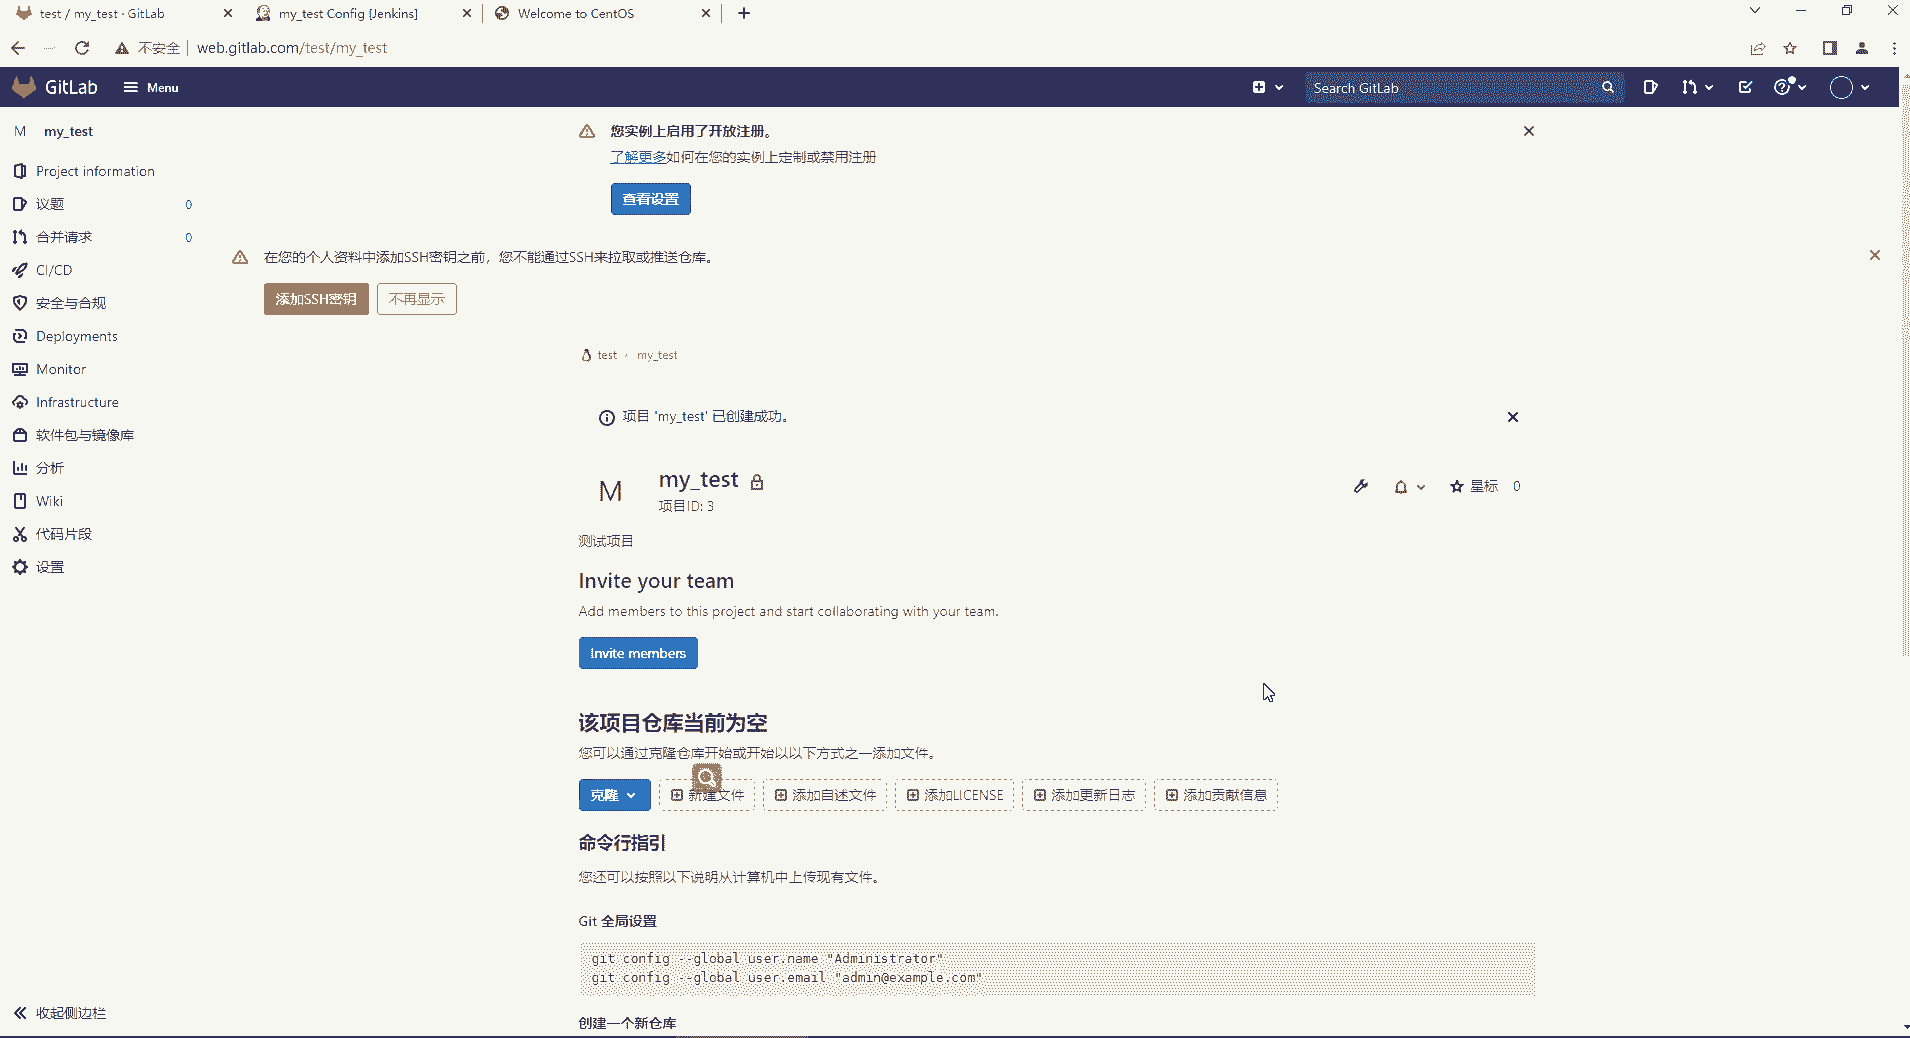 test / my_test · GitLab
my_test Config [Jenkins]
Welcome to CentOS
不安全
web.gitlab.com/test/my_test
GitLab
Menu
Search GitLab
M my_test
Project information
议题 0
合并请求 0
CI/CD
安全与合规
Deployments
Monitor
Infrastructure
软件包与镜像库
分析
Wiki
代码片段
设置
收起侧边栏
您实例上启用了开放注册。
了解更多如何在您的实例上定制或禁用注册
查看设置
在您的个人资料中添加SSH密钥之前，您不能通过SSH来拉取或推送仓库。
添加SSH密钥 不再显示
test › my_test
项目 'my_test' 已创建成功。
M
my_test
项目ID: 3
星标 0
测试项目
Invite your team
Add members to this project and start collaborating with your team.
Invite members
该项目仓库当前为空
您可以通过克隆仓库开始或开始以以下方式之一添加文件。
克隆 新建文件 添加自述文件 添加LICENSE 添加更新日志 添加贡献信息
命令行指引
您还可以按照以下说明从计算机中上传现有文件。
Git 全局设置
git config --global user.name "Administrator"
git config --global user.email "admin@example.com"
创建一个新仓库